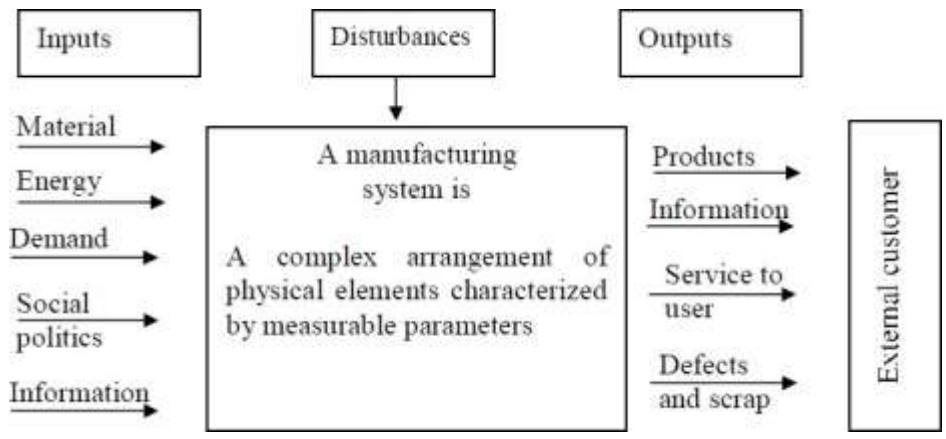 Inputs
Disturbances
Outputs
Material
Energy
Demand
Social
politics
Information
A manufacturing
system is
A complex arrangement of
physical elements characterized
by measurable parameters
Products
Information
Service to
user
Defects
and scrap
External customer